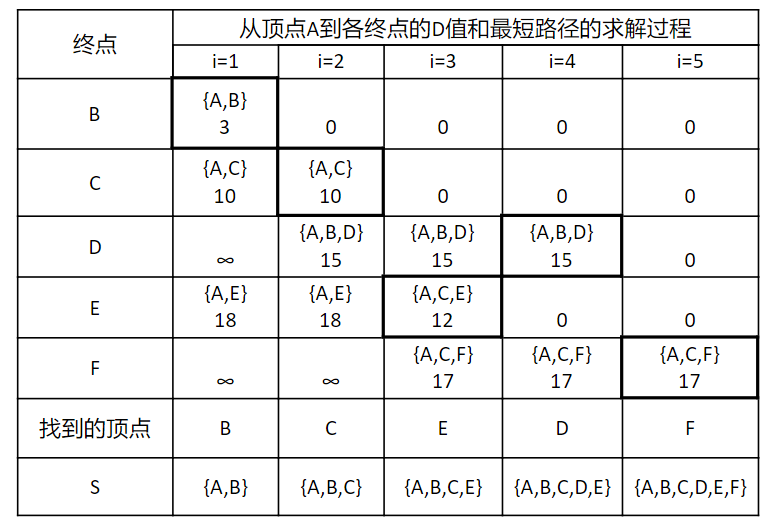 终点 从顶点A到各终点的D值和最短路径的求解过程
i=1 i=2 i=3 i=4 i=5
B {A,B}
3 0 0 0 0
C {A,C} {A,C}
10 10 0 0 0
D {A,B,D} {A,B,D} {A,B,D}
∞ 15 15 15 0
E {A,E} {A,E} {A,C,E}
18 18 12 0 0
F {A,C,F} {A,C,F} {A,C,F}
∞ ∞ 17 17 17
找到的顶点 B C E D F
S {A,B} {A,B,C} {A,B,C,E} {A,B,C,D,E} {A,B,C,D,E,F}